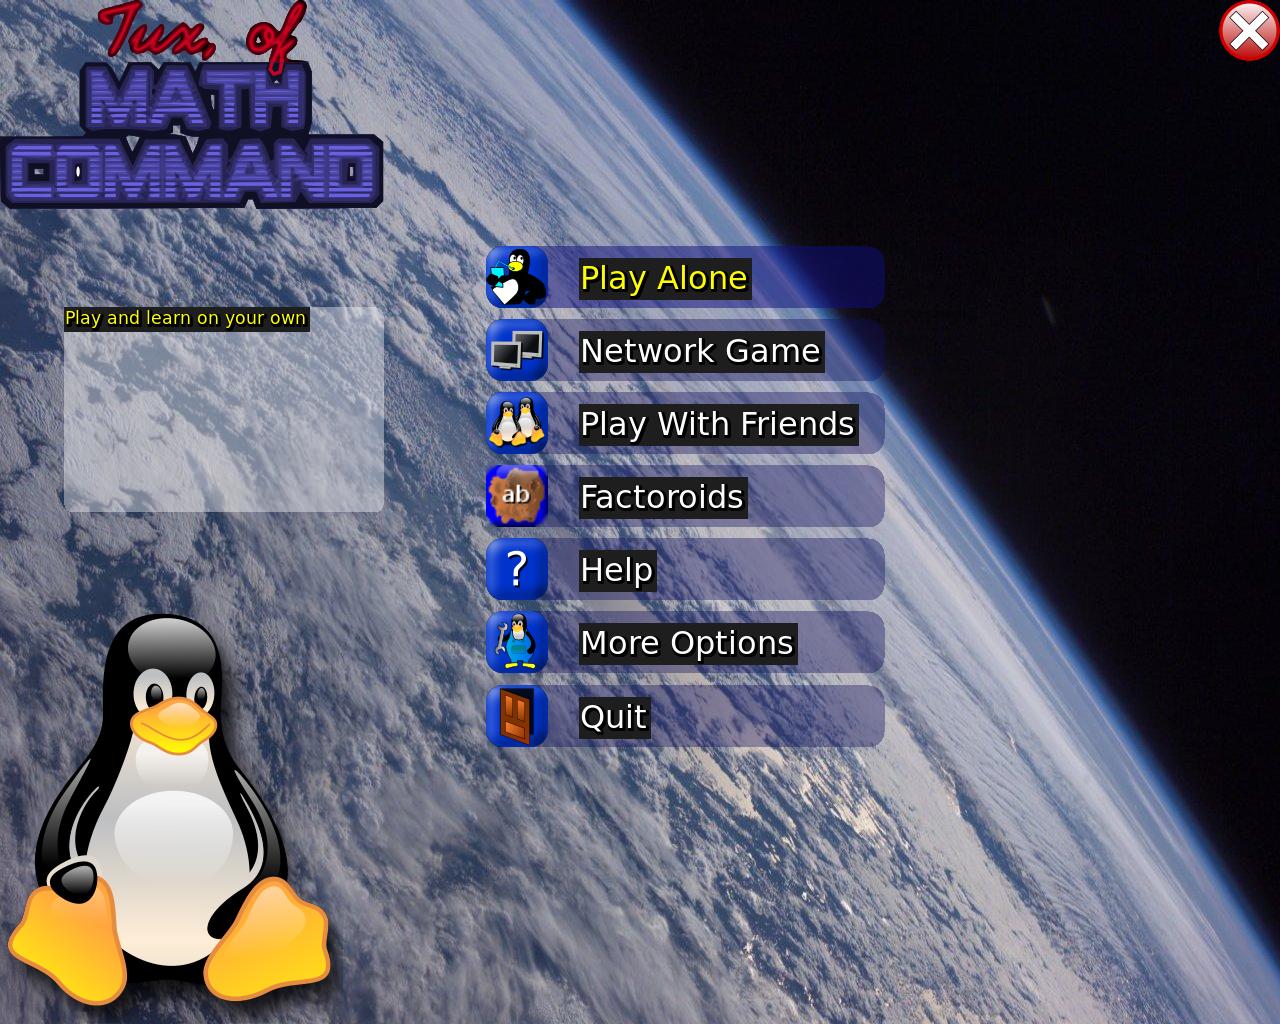 Tux, of
MATH
COMMAND
Play Alone
Play and learn on your own
Network Game
Play With Friends
ab
Factoroids
?
Help
More Options
Quit